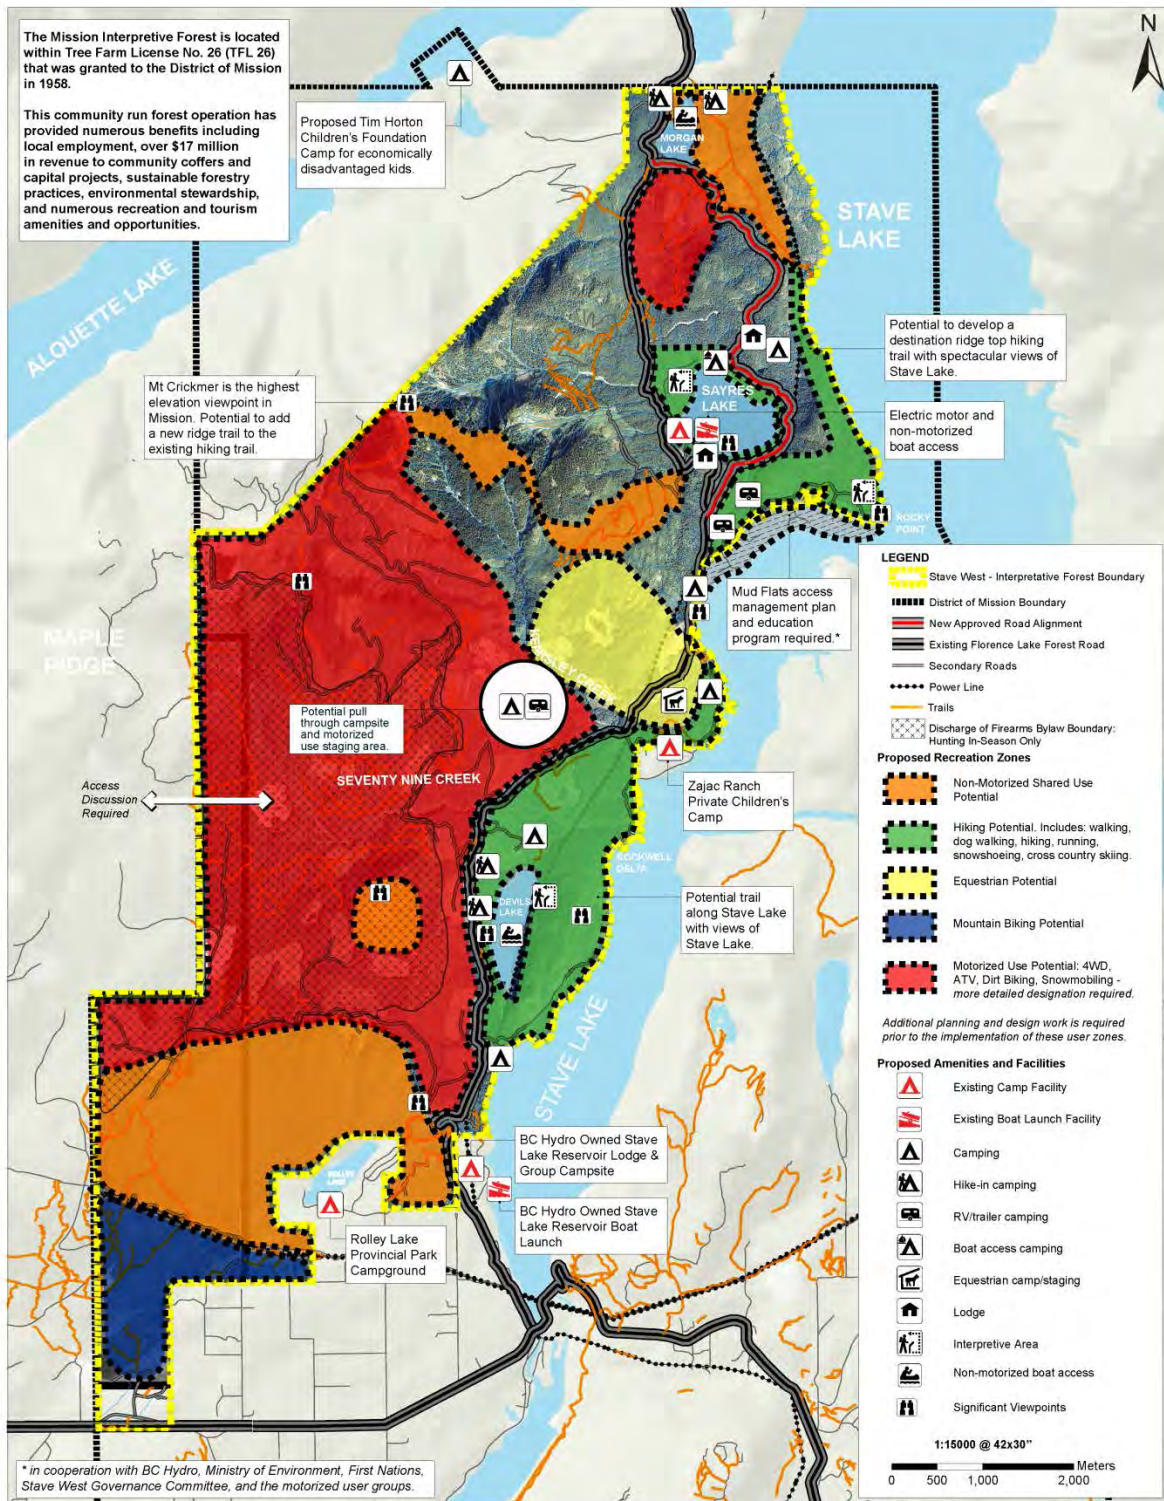 The Mission Interpretive Forest is located
within Tree Farm License No. 26 (TFL 26)
that was granted to the District of Mission
in 1958.
This community run forest operation has
provided numerous benefits including
local employment, over $17 million
in revenue to community coffers and
capital projects, sustainable forestry
practices, environmental stewardship,
and numerous recreation and tourism
amenities and opportunities.
N
Proposed Tim Horton
Children's Foundation
Camp for economically
disadvantaged kids.
MORGAN
LAKE
STAVE
LAKE
ALOUETTE LAKE
Potential to develop a
destination ridge top hiking
trail with spectacular views of
Stave Lake.
Mt Crickmer is the highest
elevation viewpoint in
Mission. Potential to add
a new ridge trail to the
existing hiking trail.
SAYRES
LAKE
Electric motor and
non-motorized
boat access
ROCKY
POINT
Mud Flats access
management plan
and education
program required.*
MAPLE
RIDGE
CREEK
Potential pull
through campsite
and motorized
use staging area.
SEVENTY NINE CREEK
Access
Discussion
Required
Zajac Ranch
Private Children's
Camp
ROCKWELL
DELTA
DEVILS
LAKE
Potential trail
along Stave Lake
with views of
Stave Lake.
STAVE LAKE
BC Hydro Owned Stave
Lake Reservoir Lodge &
Group Campsite
BC Hydro Owned Stave
Lake Reservoir Boat
Launch
ROLLEY
LAKE
Rolley Lake
Provincial Park
Campground
LEGEND
Stave West - Interpretative Forest Boundary
District of Mission Boundary
New Approved Road Alignment
Existing Florence Lake Forest Road
Secondary Roads
Power Line
Trails
Discharge of Firearms Bylaw Boundary:
Hunting In-Season Only
Proposed Recreation Zones
Non-Motorized Shared Use
Potential
Hiking Potential. Includes: walking,
dog walking, hiking, running,
snowshoeing, cross country skiing.
Equestrian Potential
Mountain Biking Potential
Motorized Use Potential: 4WD,
ATV, Dirt Biking, Snowmobiling -
more detailed designation required.
Additional planning and design work is required
prior to the implementation of these user zones.
Proposed Amenities and Facilities
Existing Camp Facility
Existing Boat Launch Facility
Camping
Hike-in camping
RV/trailer camping
Boat access camping
Equestrian camp/staging
Lodge
Interpretive Area
Non-motorized boat access
Significant Viewpoints
1:15000 @ 42x30"
Meters
0 500 1,000 2,000
* in cooperation with BC Hydro, Ministry of Environment, First Nations,
Stave West Governance Committee, and the motorized user groups.